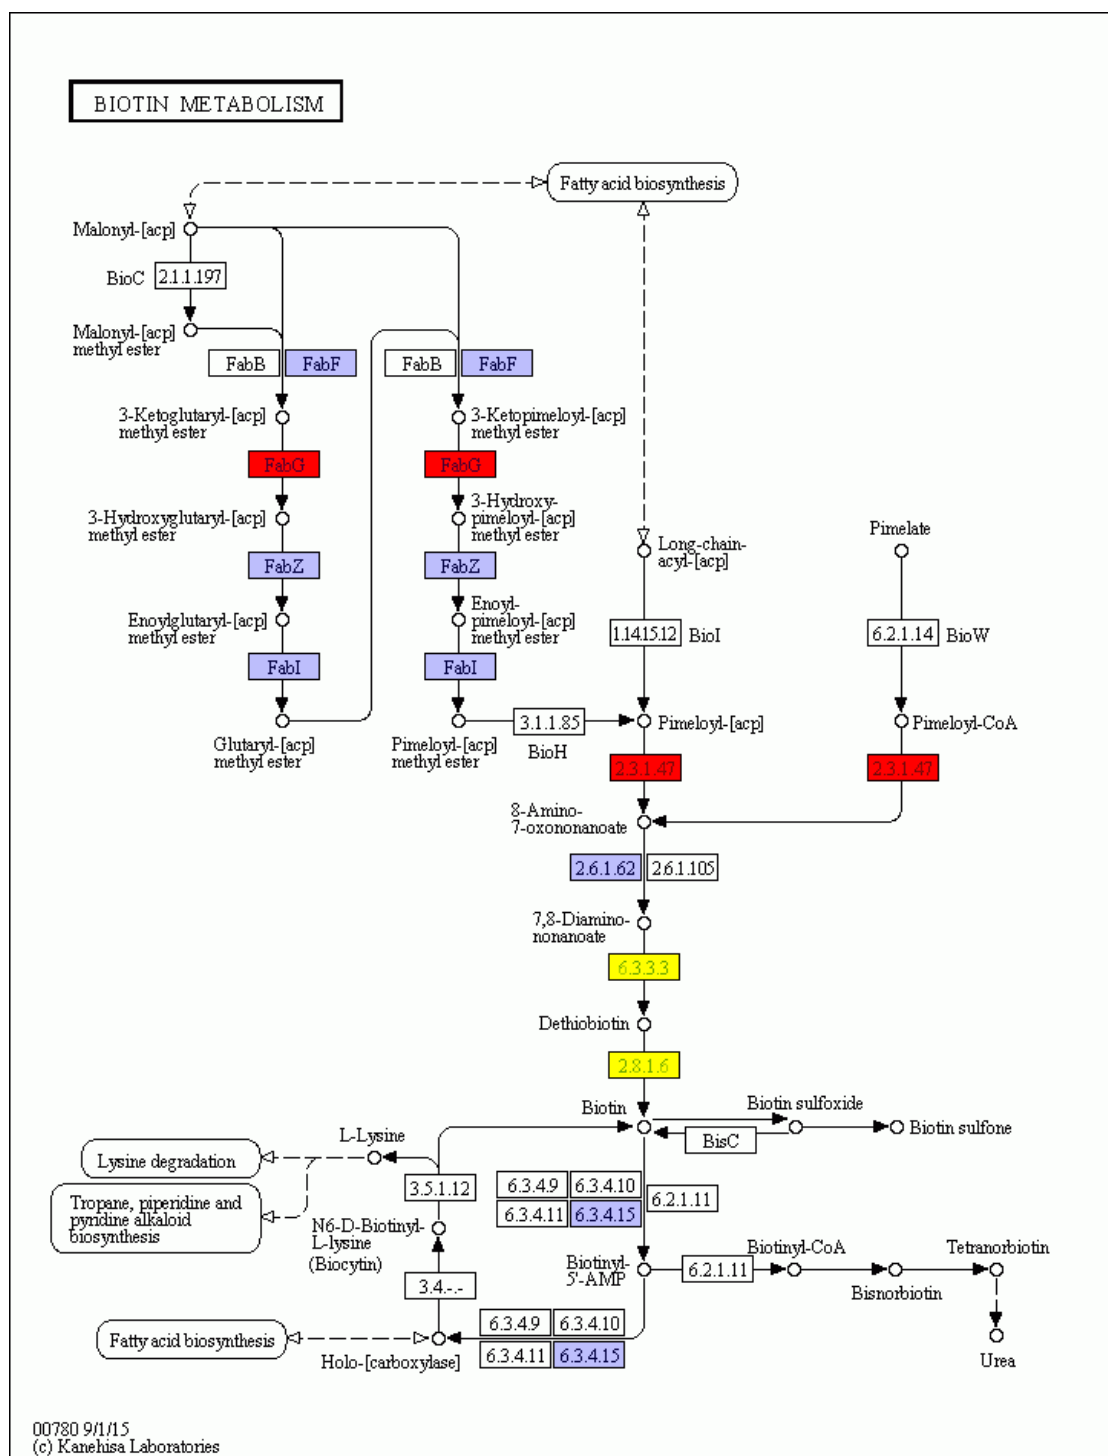 BIOTIN METABOLISM
Fatty acid biosynthesis
Malonyl-[acp]
BioC
2.1.1.197
Malonyl-[acp]
methyl ester
FabB
FabF
FabB
FabF
3-Ketoglutaryl-[acp]
methyl ester
3-Ketopimeloyl-[acp]
methyl ester
FabG
FabG
3-Hydroxyglutaryl-[acp]
methyl ester
3-Hydroxy-
pimeloyl-[acp]
methyl ester
Long-chain-
acyl-[acp]
Pimelate
FabZ
FabZ
Enoylglutaryl-[acp]
methyl ester
Enoyl-
pimeloyl-[acp]
methyl ester
1.14.15.12
BioI
6.2.1.14
BioW
FabI
FabI
Glutaryl-[acp]
methyl ester
Pimeloyl-[acp]
methyl ester
3.1.1.85
BioH
Pimeloyl-[acp]
Pimeloyl-CoA
2.3.1.47
2.3.1.47
8-Amino-
7-oxononanoate
2.6.1.62
2.6.1.105
7,8-Diamino-
nonanoate
6.3.3.3
Dethiobiotin
2.8.1.6
Biotin
Biotin sulfoxide
BisC
Biotin sulfone
L-Lysine
Lysine degradation
3.5.1.12
6.3.4.9
6.3.4.10
6.3.4.11
6.3.4.15
6.2.1.11
Tropane, piperidine and
pyridine alkaloid
biosynthesis
N6-D-Biotinyl-
L-lysine
(Biocytin)
Biotinyl-
5'-AMP
6.2.1.11
Biotinyl-CoA
Bisnorbiotin
Tetranorbiotin
3.4.-.-
Fatty acid biosynthesis
6.3.4.9
6.3.4.10
6.3.4.11
6.3.4.15
Holo-[carboxylase]
Urea
00780 9/1/15
(c) Kanehisa Laboratories